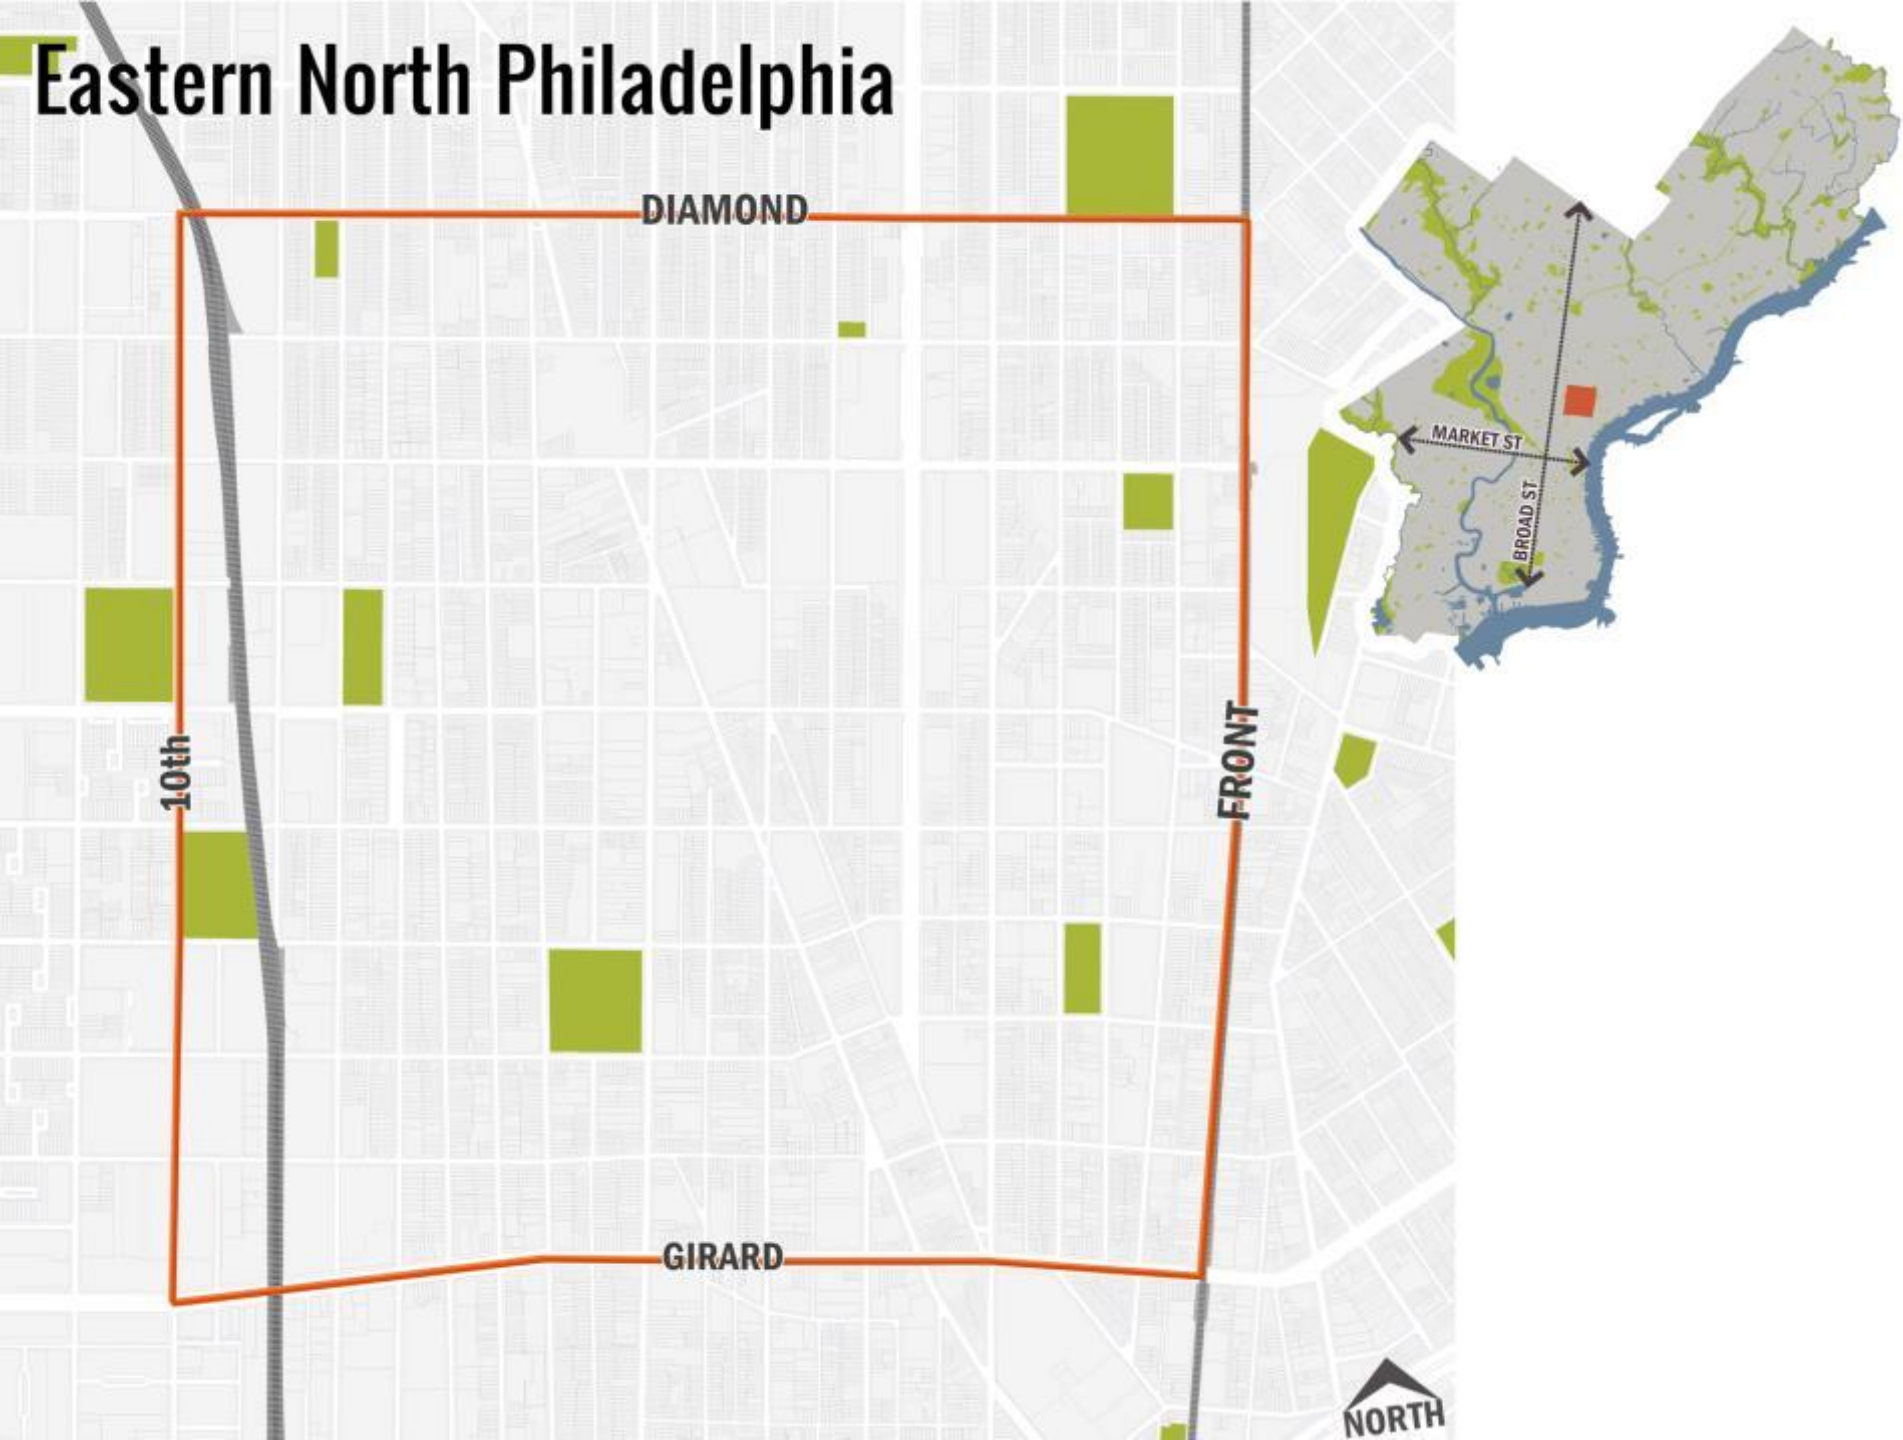 Eastern North Philadelphia
DIAMOND
MARKET ST
BROAD ST
10th
FRONT
GIRARD
NORTH